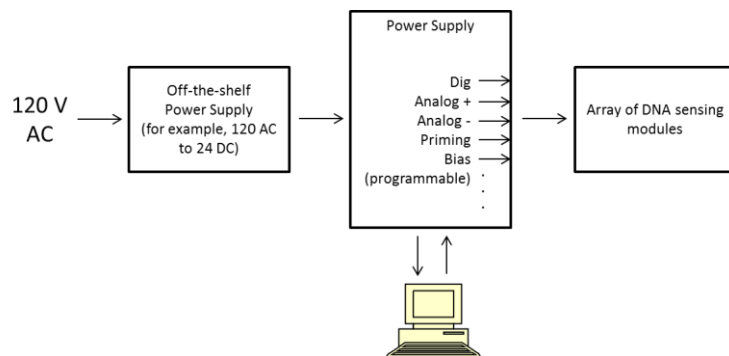 120 V
AC
Off-the-shelf
Power Supply
(for example, 120 AC
to 24 DC)
Power Supply
Dig
Analog +
Analog -
Priming
Bias
(programmable)
.
.
.
Array of DNA sensing
modules